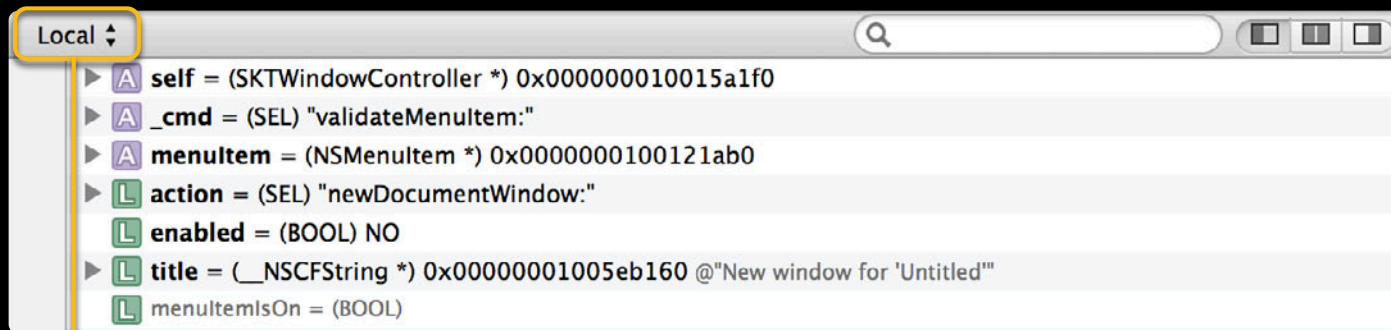 Local
A self = (SKTWindowController *) 0x000000010015a1f0
A _cmd = (SEL) "validateMenuItem:"
A menuItem = (NSMenuItem *) 0x0000000100121ab0
L action = (SEL) "newDocumentWindow:"
L enabled = (BOOL) NO
L title = (__NSCFString *) 0x00000001005eb160 @"New window for 'Untitled'"
L menuItemIsOn = (BOOL)